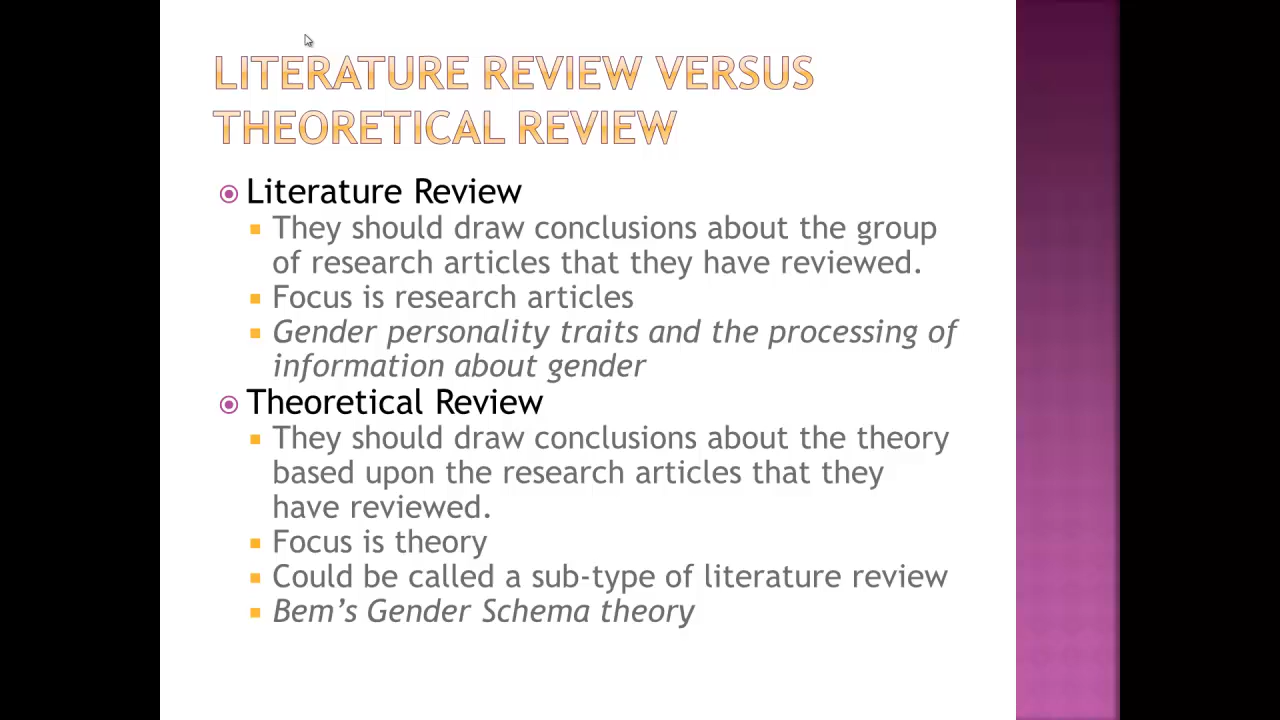 LITERATURE REVIEW VERSUS
THEORETICAL REVIEW
Literature Review
They should draw conclusions about the group
of research articles that they have reviewed.
Focus is research articles
Gender personality traits and the processing of
information about gender
Theoretical Review
They should draw conclusions about the theory
based upon the research articles that they
have reviewed.
Focus is theory
Could be called a sub-type of literature review
Bem’s Gender Schema theory